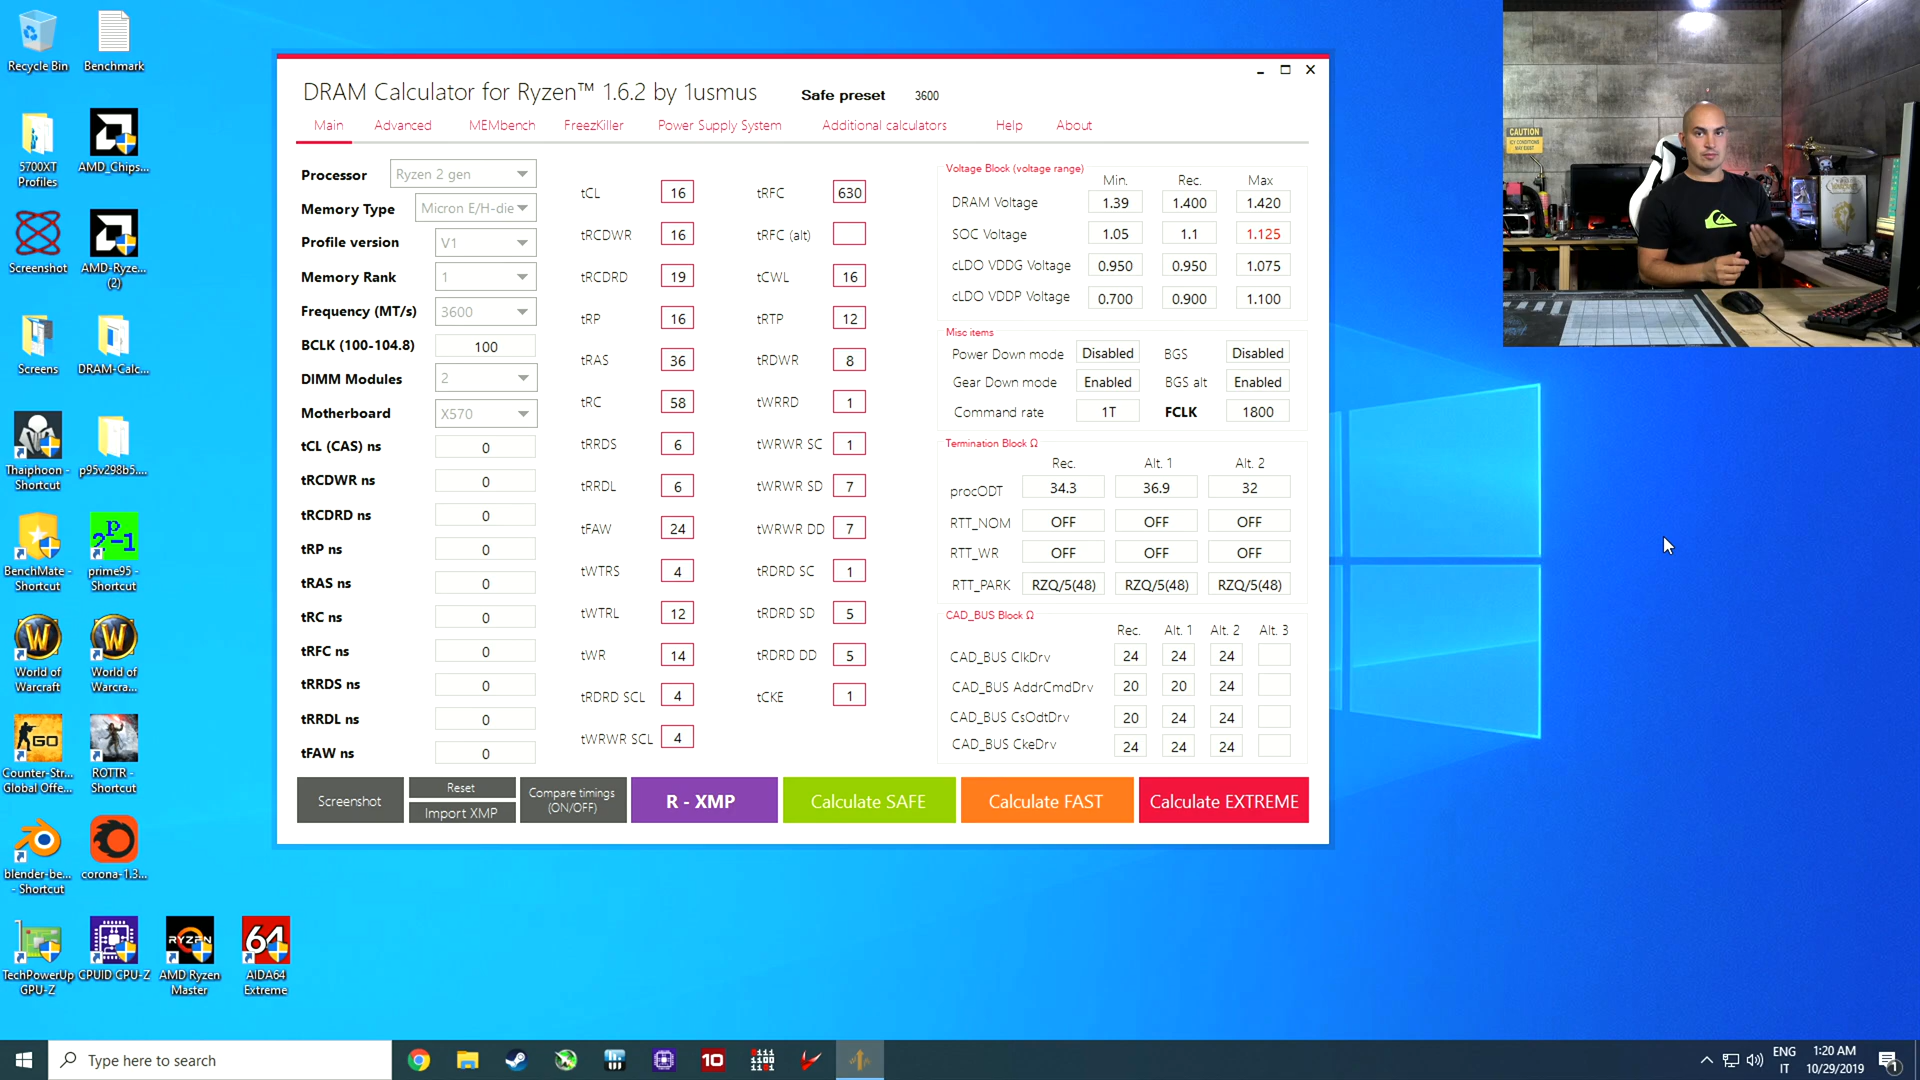 Recycle Bin
Benchmark
5700XT
Profiles
AMD_Chips...
Screenshot
AMD-Ryze...
(2)
Screens
DRAM-Calc...
Thaiphoon -
Shortcut
p95v298b5....
BenchMate -
Shortcut
prime95 -
Shortcut
World of
Warcraft
World of
Warcra...
Counter-Str...
Global Offe...
ROTTR -
Shortcut
blender-be...
- Shortcut
corona-1.3...
TechPowerUp
GPU-Z
CPUID CPU-Z
AMD Ryzen
Master
AIDA64
Extreme
DRAM Calculator for Ryzen™ 1.6.2 by 1usmus
Safe preset 3600
Main Advanced MEMbench FreezKiller Power Supply System Additional calculators Help About
Processor Ryzen 2 gen
Memory Type Micron E/H-die
Profile version V1
Memory Rank 1
Frequency (MT/s) 3600
BCLK (100-104.8) 100
DIMM Modules 2
Motherboard X570
tCL (CAS) ns 0
tRCDWR ns 0
tRCDRD ns 0
tRP ns 0
tRAS ns 0
tRC ns 0
tRFC ns 0
tRRDS ns 0
tRRDL ns 0
tFAW ns 0
tCL 16
tRCDWR 16
tRCDRD 19
tRP 16
tRAS 36
tRC 58
tRRDS 6
tRRDL 6
tFAW 24
tWTRS 4
tWTRL 12
tWR 14
tRDRD SCL 4
tWRWR SCL 4
tRFC 630
tRFC (alt)
tCWL 16
tRTP 12
tRDWR 8
tWRRD 1
tWRWR SC 1
tWRWR SD 7
tWRWR DD 7
tRDRD SC 1
tRDRD SD 5
tRDRD DD 5
tCKE 1
Voltage Block (voltage range)
Min. Rec. Max
DRAM Voltage 1.39 1.400 1.420
SOC Voltage 1.05 1.1 1.125
cLDO VDDG Voltage 0.950 0.950 1.075
cLDO VDDP Voltage 0.700 0.900 1.100
Misc items
Power Down mode Disabled BGS Disabled
Gear Down mode Enabled BGS alt Enabled
Command rate 1T FCLK 1800
Termination Block Ω
Rec. Alt. 1 Alt. 2
procODT 34.3 36.9 32
RTT_NOM OFF OFF OFF
RTT_WR OFF OFF OFF
RTT_PARK RZQ/5(48) RZQ/5(48) RZQ/5(48)
CAD_BUS Block Ω
Rec. Alt. 1 Alt. 2 Alt. 3
CAD_BUS ClkDrv 24 24 24
CAD_BUS AddrCmdDrv 20 20 24
CAD_BUS CsOdtDrv 20 24 24
CAD_BUS CkeDrv 24 24 24
Screenshot
Reset
Import XMP
Compare timings
(ON/OFF)
R - XMP
Calculate SAFE
Calculate FAST
Calculate EXTREME
CAUTION
Type here to search
10
ENG
IT
1:20 AM
10/29/2019
1